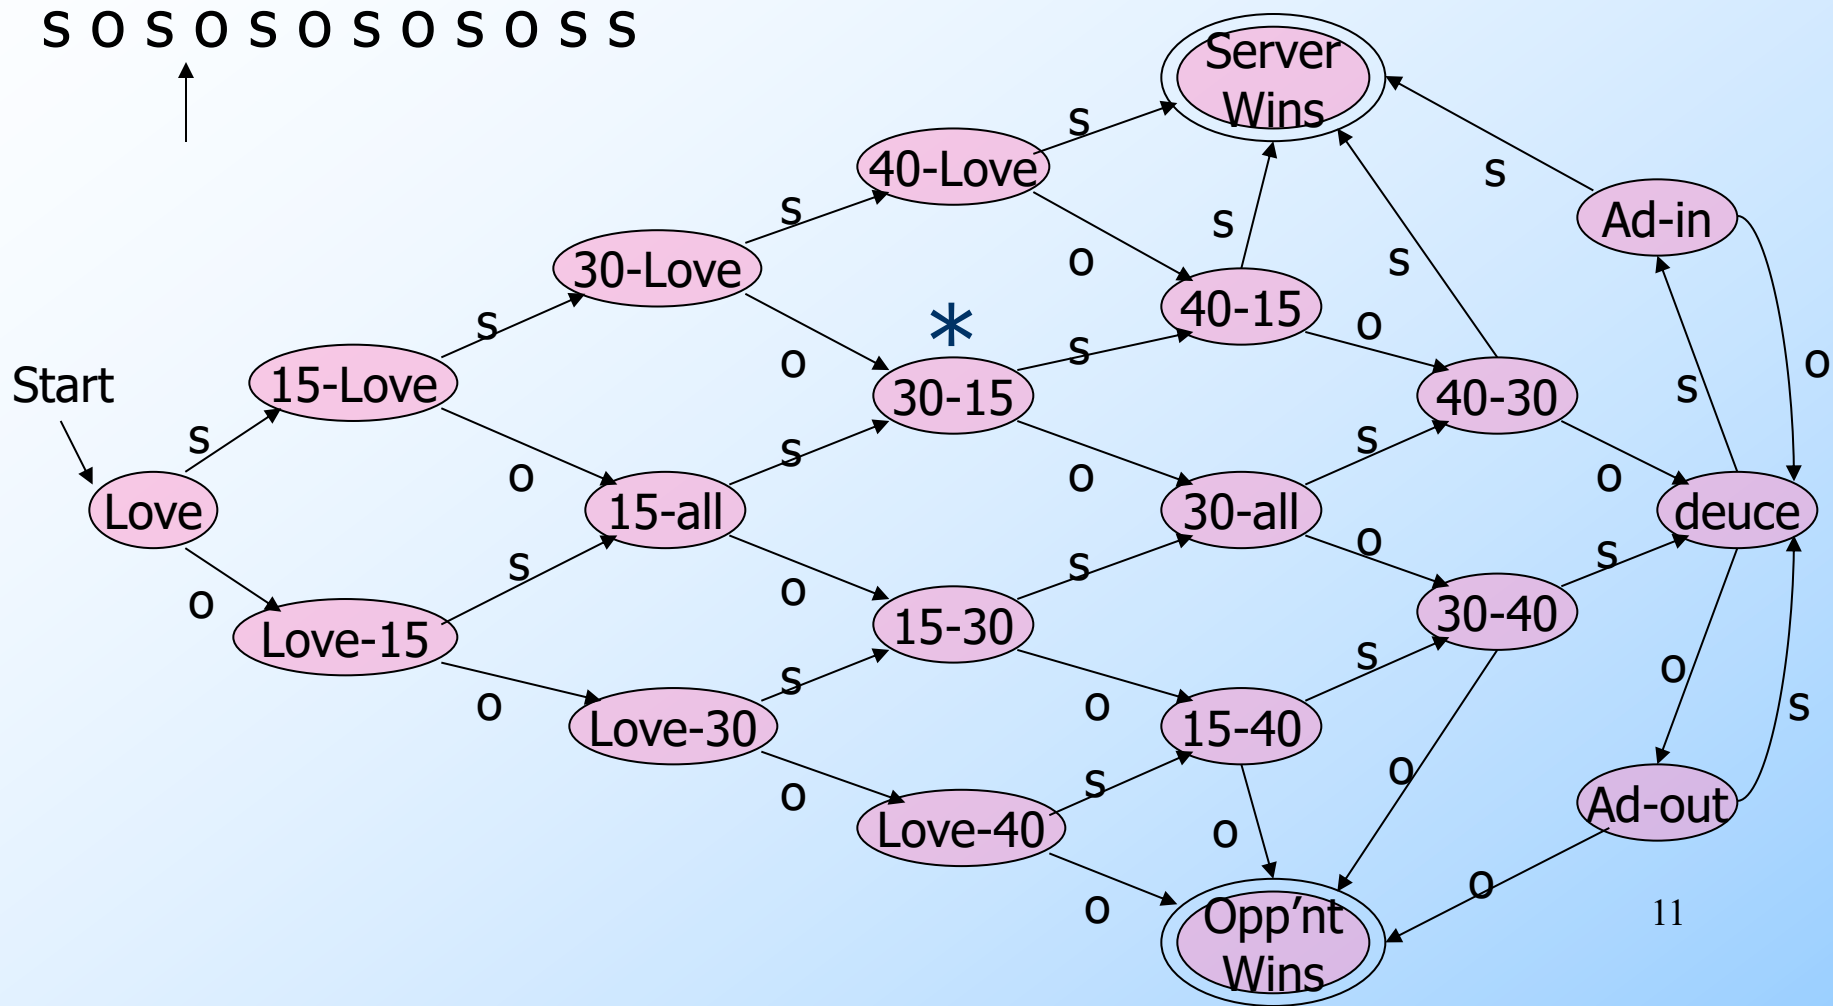 s o s o s o s o s o s s
Server
Wins
s
40-Love
s
s
Ad-in
s
30-Love
o
s
40-15
*
s
o
o
s
15-Love
o
30-15
40-30
s
Start
s
s
s
o
o
o
Love
15-all
30-all
deuce
s
o
s
s
o
o
Love-15
15-30
30-40
s
s
o
o
o
s
Love-30
15-40
s
o
o
Love-40
o
Ad-out
o
o
Opp'nt
Wins
11